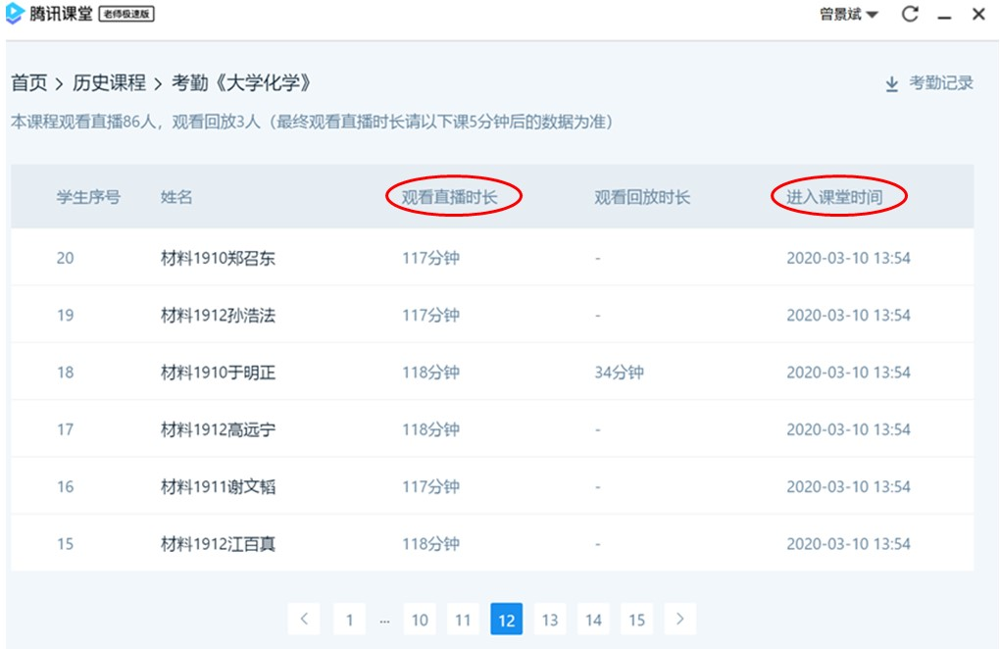 腾讯课堂 老师极速版 曾景斌
首页 > 历史课程 > 考勤《大学化学》 考勤记录
本课程观看直播86人，观看回放3人（最终观看直播时长请以下课5分钟后的数据为准）
学生序号 姓名 观看直播时长 观看回放时长 进入课堂时间
20 材料1910郑召东 117分钟 - 2020-03-10 13:54
19 材料1912孙浩法 117分钟 - 2020-03-10 13:54
18 材料1910于明正 118分钟 34分钟 2020-03-10 13:54
17 材料1912高远宁 118分钟 - 2020-03-10 13:54
16 材料1911谢文韬 117分钟 - 2020-03-10 13:54
15 材料1912江百真 118分钟 - 2020-03-10 13:54
< 1 ... 10 11 12 13 14 15 >